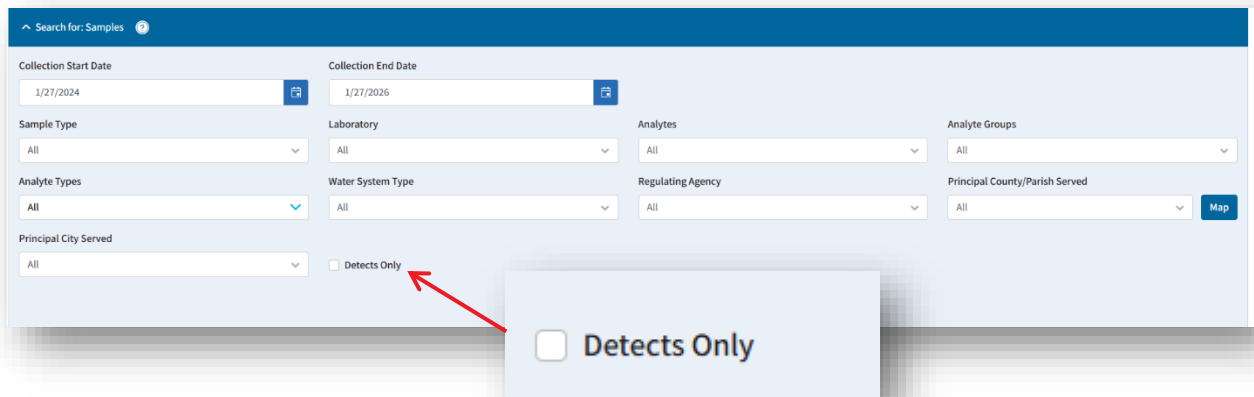 Search for: Samples ?
Collection Start Date Collection End Date
1/27/2024 1/27/2026
Sample Type Laboratory Analytes Analyte Groups
All All All All
Analyte Types Water System Type Regulating Agency Principal County/Parish Served
All All All All Map
Principal City Served
All Detects Only
Detects Only